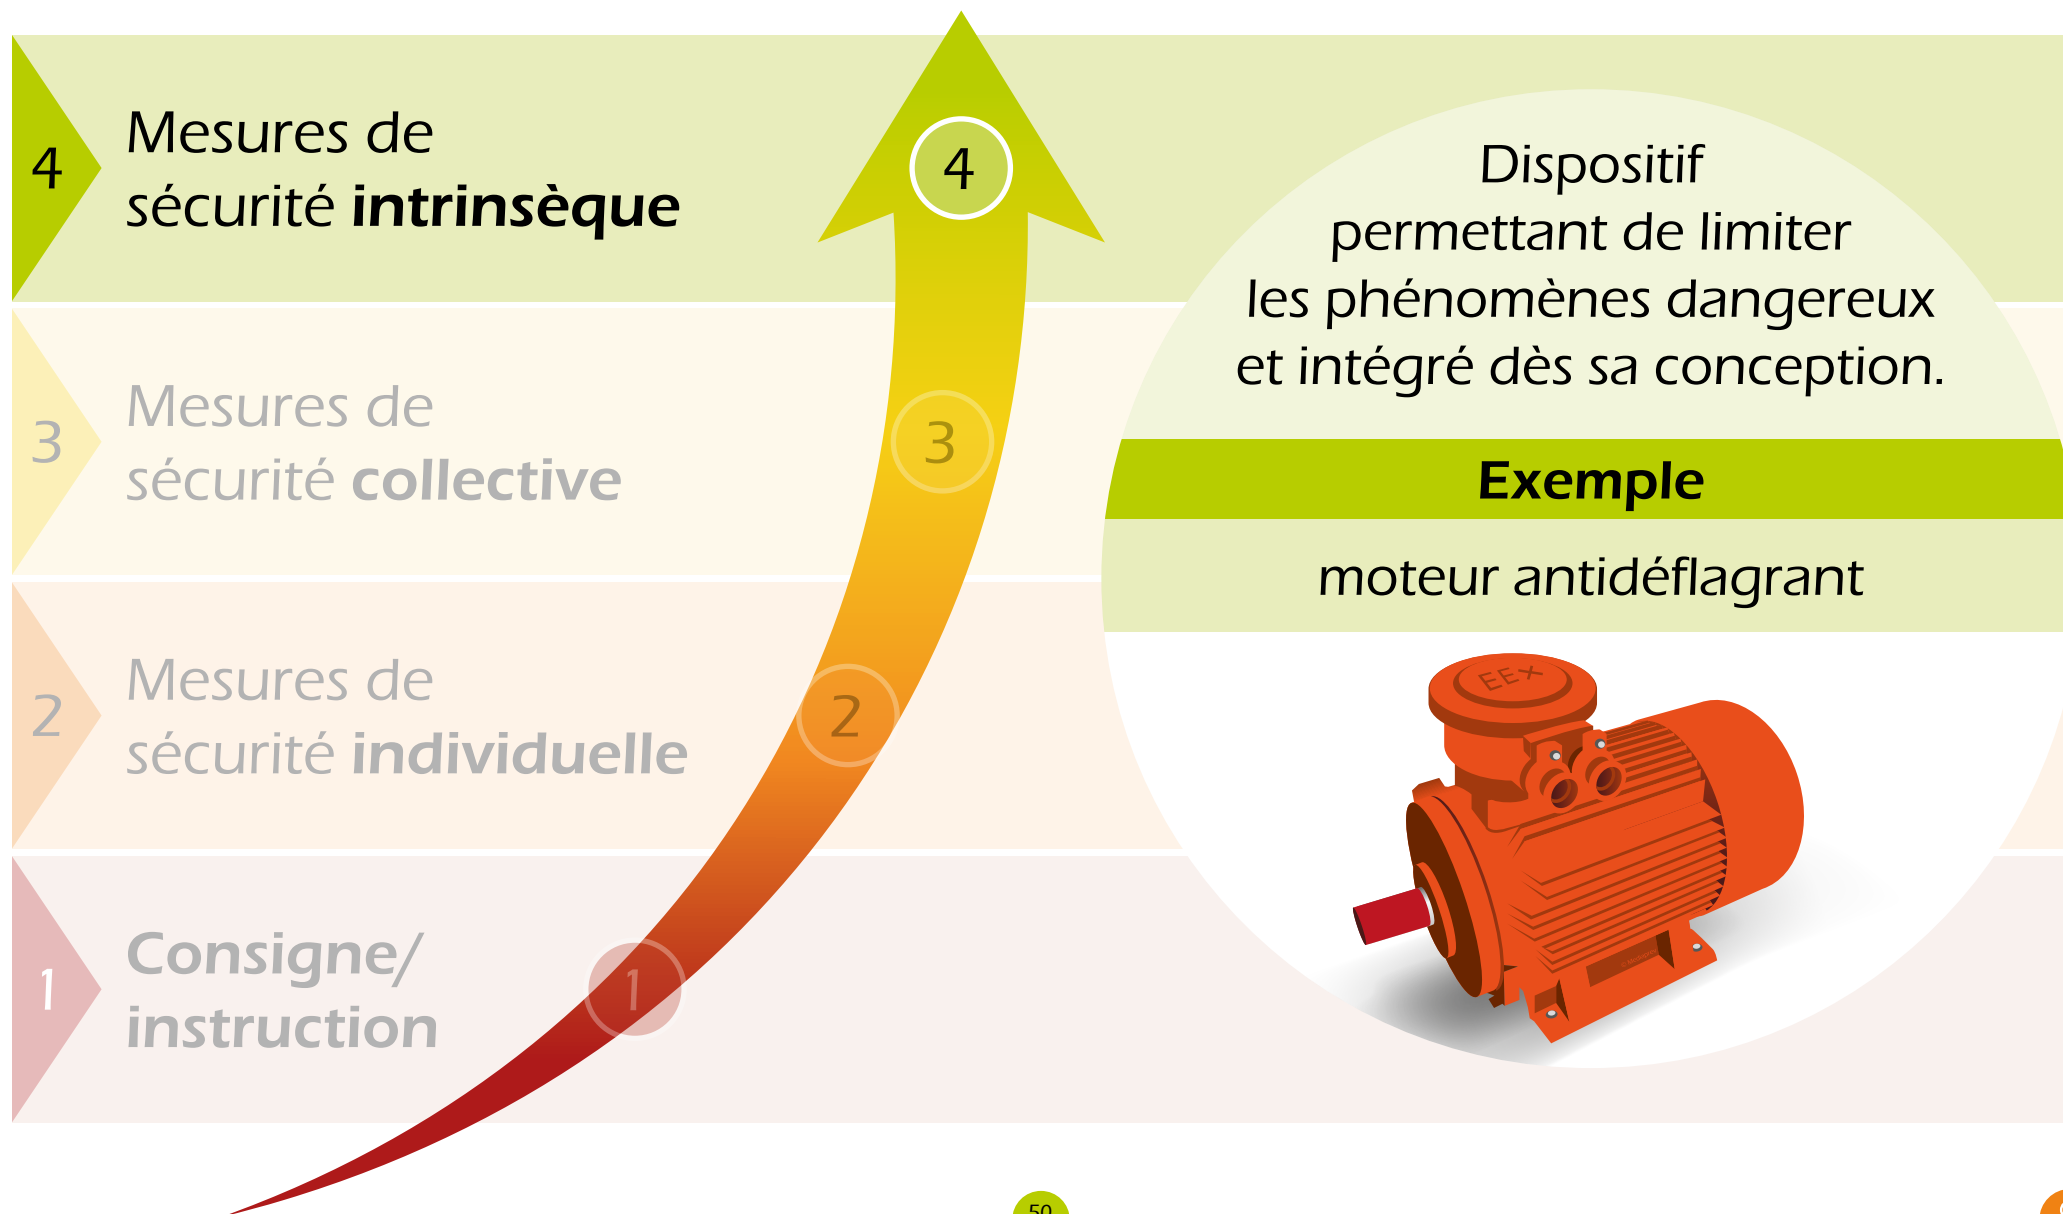 4
Mesures de
sécurité intrinsèque
3
Mesures de
sécurité collective
2
Mesures de
sécurité individuelle
1
Consigne/
instruction
4
3
2
1
Dispositif
permettant de limiter
les phénomènes dangereux
et intégré dès sa conception.
Exemple
moteur antidéflagrant
EEX
50